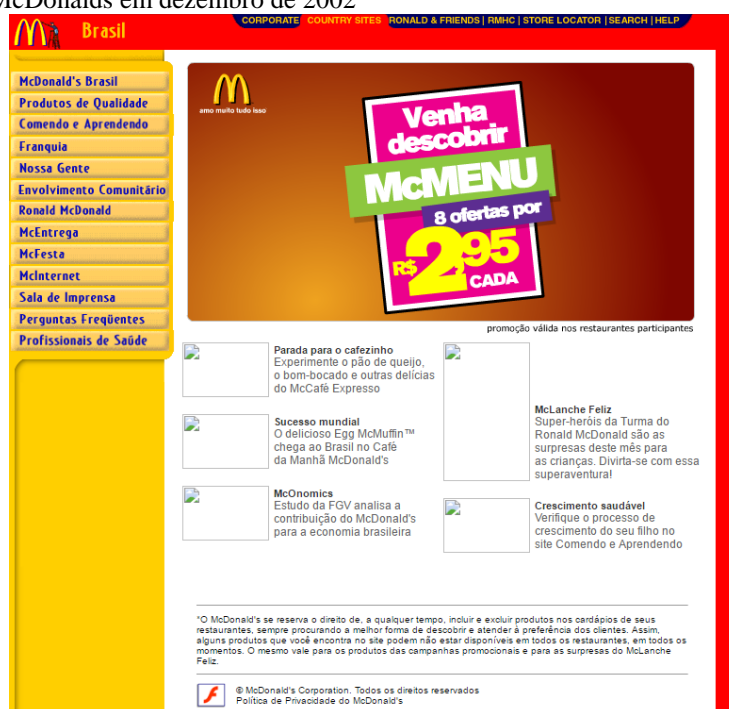 McDonalds em dezembro de 2002
Brasil
CORPORATE COUNTRY SITES RONALD & FRIENDS | RMHC | STORE LOCATOR | SEARCH | HELP
McDonald's Brasil
Produtos de Qualidade
Comendo e Aprendendo
Franquia
Nossa Gente
Envolvimento Comunitário
Ronald McDonald
McEntrega
McFesta
McInternet
Sala de Imprensa
Perguntas Freqüentes
Profissionais de Saúde
amo muito tudo isso
Venha
descobrir
McMENU
8 ofertas por
R$ 2,95
CADA
promoção válida nos restaurantes participantes
Parada para o cafezinho
Experimente o pão de queijo,
o bom-bocado e outras delícias
do McCafé Expresso
Sucesso mundial
O delicioso Egg McMuffin™
chega ao Brasil no Café
da Manhã McDonald's
McOnomics
Estudo da FGV analisa a
contribuição do McDonald's
para a economia brasileira
McLanche Feliz
Super-heròis da Turma do
Ronald McDonald são as
surpresas deste mês para
as crianças. Divirta-se com essa
superaventura!
Crescimento saudável
Verifique o processo de
crescimento do seu filho no
site Comendo e Aprendendo
*O McDonald's se reserva o direito de, a qualquer tempo, incluir e excluir produtos nos cardápios de seus
restaurantes, sempre procurando a melhor forma de descobrir e atender à preferência dos clientes. Assim,
alguns produtos que você encontra no site podem não estar disponíveis em todos os restaurantes, em todos os
momentos. O mesmo vale para os produtos das campanhas promocionais e para as surpresas do McLanche
Feliz.
© McDonald's Corporation. Todos os direitos reservados
Política de Privacidade do McDonald's